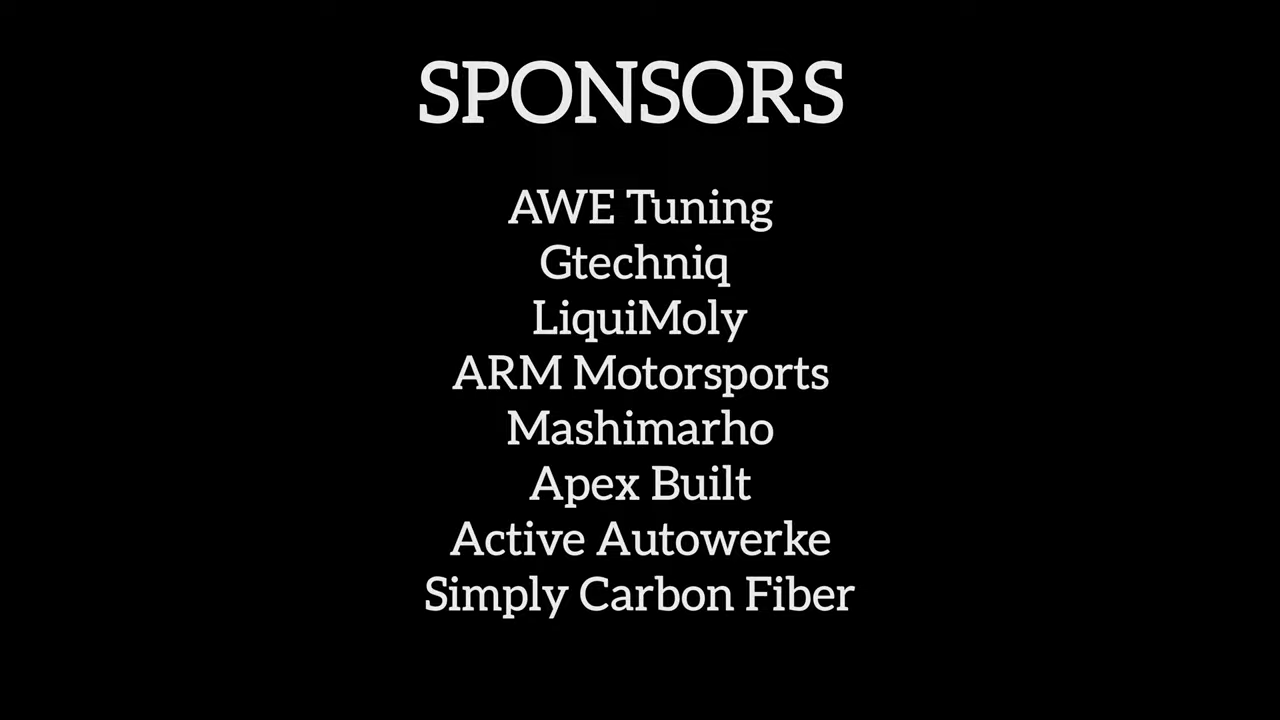 SPONSORS
AWE Tuning
Gtechniq
LiquiMoly
ARM Motorsports
Mashimarho
Apex Built
Active Autowerke
Simply Carbon Fiber